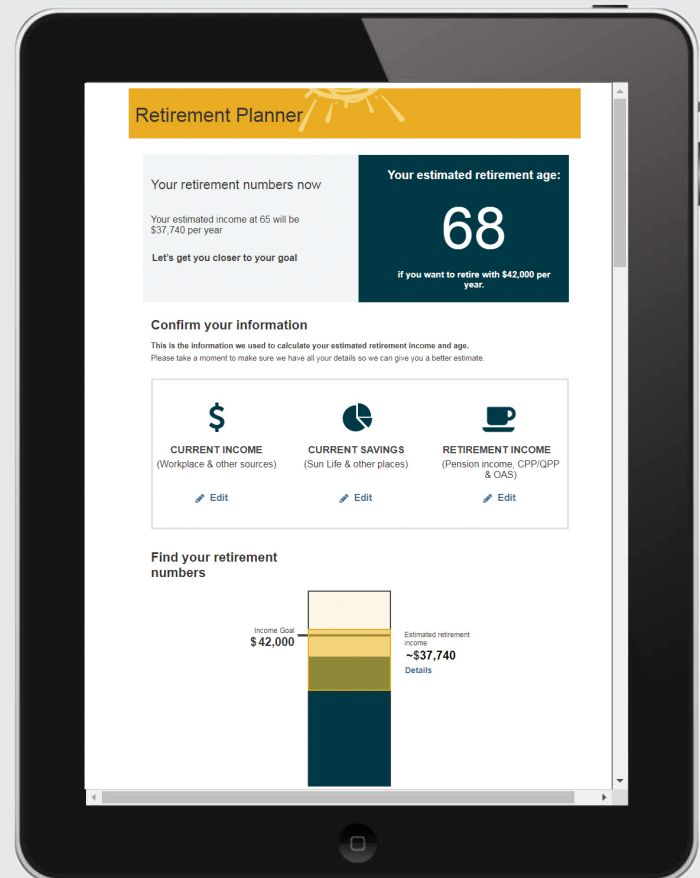 Retirement Planner
Your retirement numbers now
Your estimated income at 65 will be
$37,740 per year
Let's get you closer to your goal
Your estimated retirement age:
68
if you want to retire with $42,000 per
year.
Confirm your information
This is the information we used to calculate your estimated retirement income and age.
Please take a moment to make sure we have all your details so we can give you a better estimate.
$
CURRENT INCOME
(Workplace & other sources)
Edit
CURRENT SAVINGS
(Sun Life & other places)
Edit
RETIREMENT INCOME
(Pension income, CPP/QPP
& OAS)
Edit
Find your retirement
numbers
Income Goal
$42,000
Estimated retirement
income
~$37,740
Details